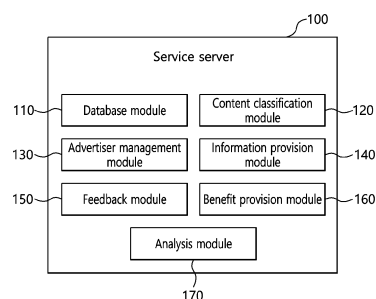 100
Service server
110
Database module
Content classification
module
120
130
Advertiser management
module
Information provision
module
140
150
Feedback module
Benefit provision module
160
Analysis module
170